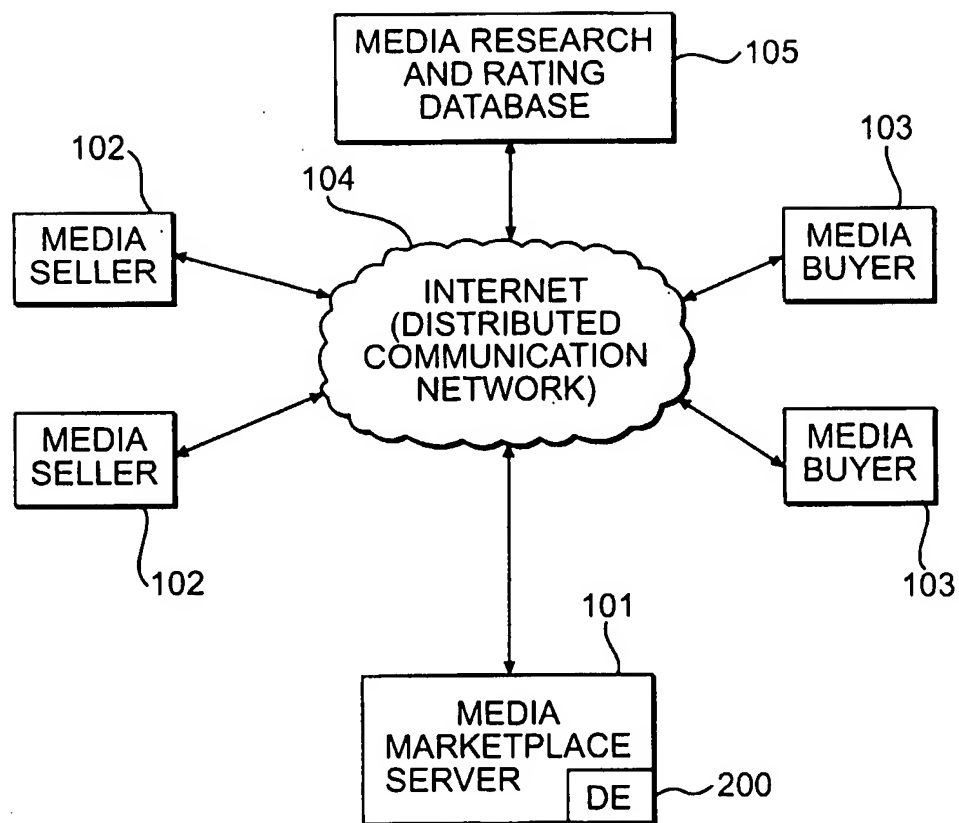 MEDIA RESEARCH
AND RATING
DATABASE
105
102
104
103
MEDIA
SELLER
INTERNET
(DISTRIBUTED
COMMUNICATION
NETWORK)
MEDIA
BUYER
MEDIA
SELLER
MEDIA
BUYER
102
103
101
MEDIA
MARKETPLACE
SERVER
DE
200